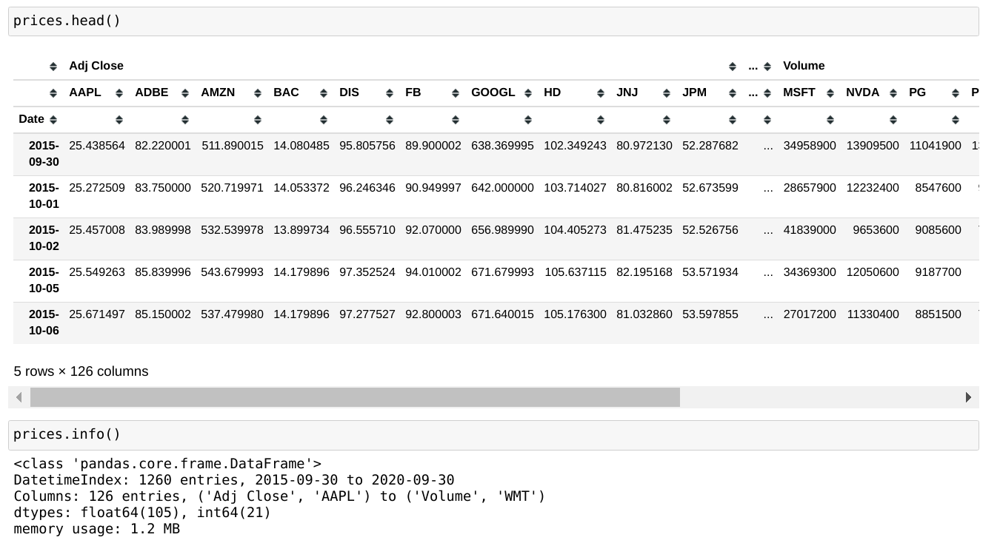 prices.head()
Adj Close ... Volume
AAPL ADBE AMZN BAC DIS FB GOOGL HD JNJ JPM ... MSFT NVDA PG
Date
2015-09-30 25.438564 82.220001 511.890015 14.080485 95.805756 89.900002 638.369995 102.349243 80.972130 52.287682 ... 34958900 13909500 11041900
2015-10-01 25.272509 83.750000 520.719971 14.053372 96.246346 90.949997 642.000000 103.714027 80.816002 52.673599 ... 28657900 12232400 8547600
2015-10-02 25.457008 83.989998 532.539978 13.899734 96.555710 92.070000 656.989990 104.405273 81.475235 52.526756 ... 41839000 9653600 9085600
2015-10-05 25.549263 85.839996 543.679993 14.179896 97.352524 94.010002 671.679993 105.637115 82.195168 53.571934 ... 34369300 12050600 9187700
2015-10-06 25.671497 85.150002 537.479980 14.179896 97.277527 92.800003 671.640015 105.176300 81.032860 53.597855 ... 27017200 11330400 8851500
5 rows × 126 columns
prices.info()
<class 'pandas.core.frame.DataFrame'>
DatetimeIndex: 1260 entries, 2015-09-30 to 2020-09-30
Columns: 126 entries, ('Adj Close', 'AAPL') to ('Volume', 'WMT')
dtypes: float64(105), int64(21)
memory usage: 1.2 MB